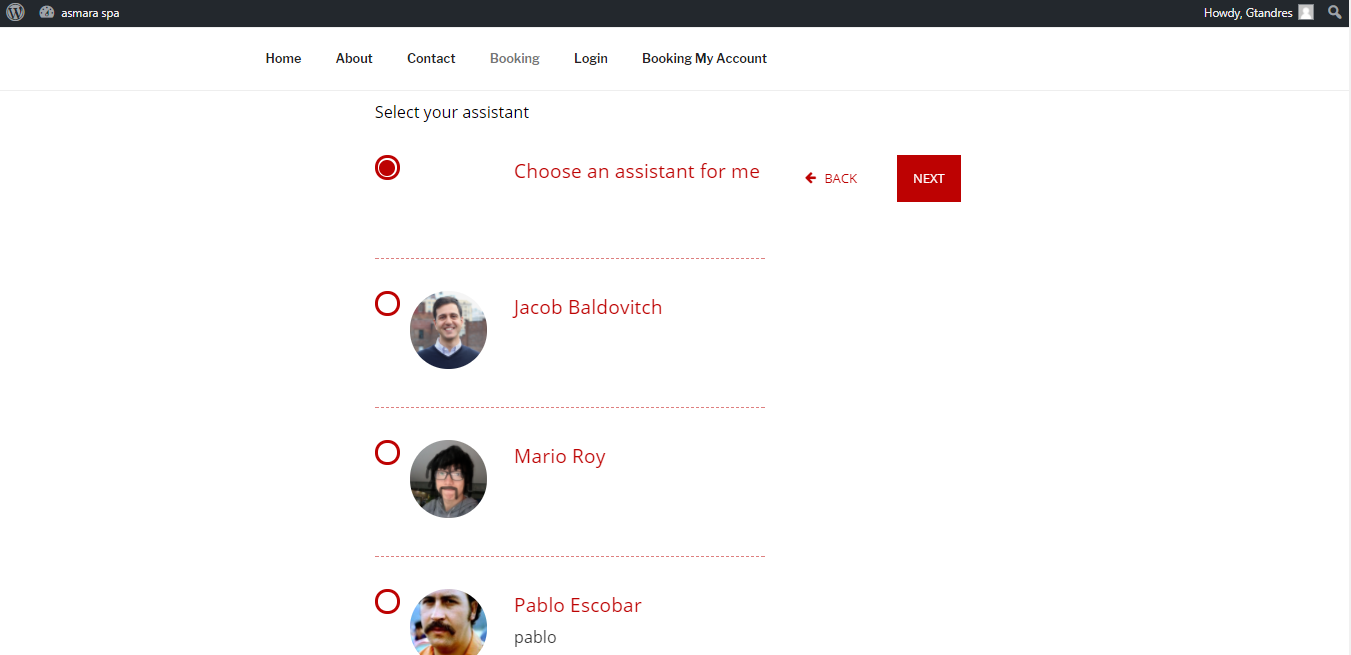 asmara spa
Howdy, Gtandres
Home About Contact Booking Login Booking My Account
Select your assistant
Choose an assistant for me
BACK NEXT
Jacob Baldovitch
Mario Roy
Pablo Escobar
pablo